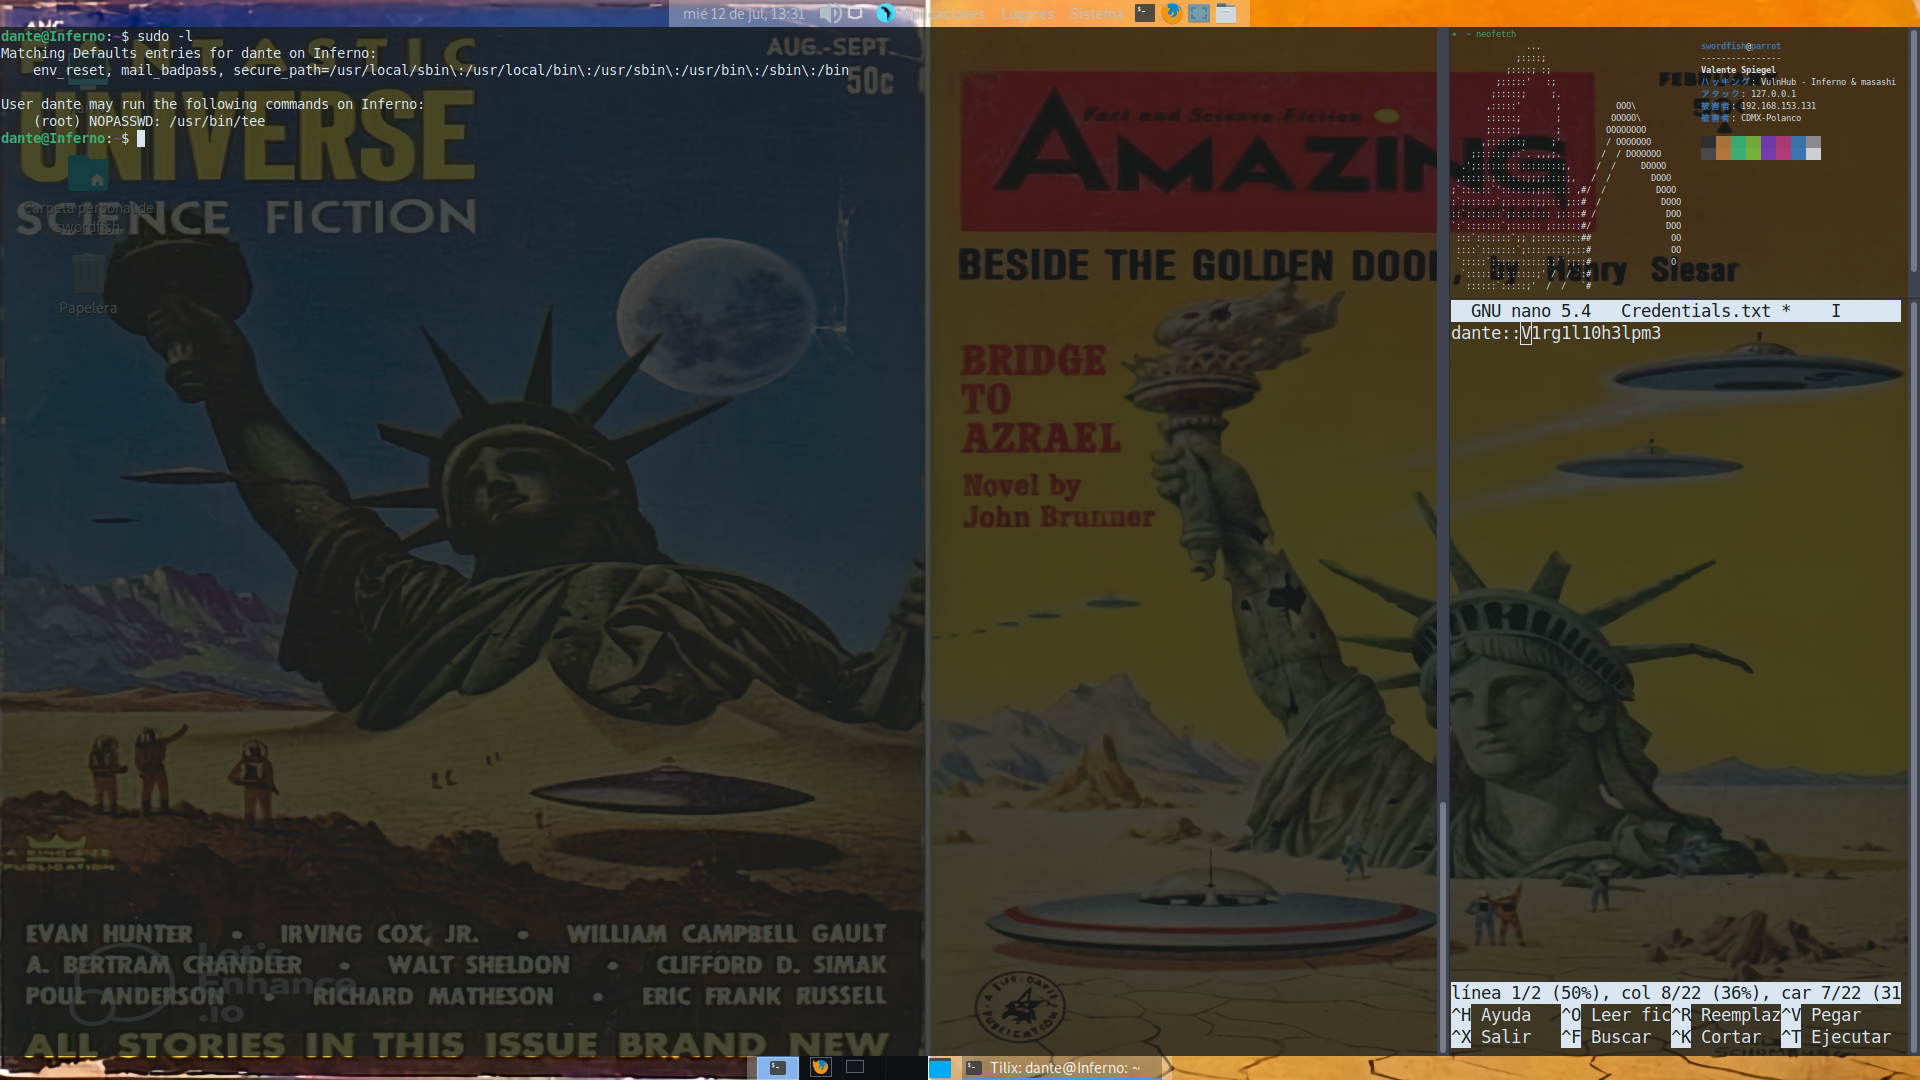 mié 12 de jul, 13:31
Aplicaciones Lugares Sistema
dante@Inferno:~$ sudo -l
Matching Defaults entries for dante on Inferno:
env_reset, mail_badpass, secure_path=/usr/local/sbin\:/usr/local/bin\:/usr/sbin\:/usr/bin\:/sbin\:/bin
User dante may run the following commands on Inferno:
(root) NOPASSWD: /usr/bin/tee
dante@Inferno:~$
FANTASTIC
UNIVERSE
SCIENCE FICTION
AUG.-SEPT.
50c
Carpeta personal de
swordfish
Papelera
A KING-SIZE
PUBLICATION
EVAN HUNTER • IRVING COX, JR. • WILLIAM CAMPBELL GAULT
A. BERTRAM CHANDLER • WALT SHELDON • CLIFFORD D. SIMAK
POUL ANDERSON • RICHARD MATHESON • ERIC FRANK RUSSELL
ALL STORIES IN THIS ISSUE BRAND NEW
Let's
Enhance
.io
Fact and Science Fiction
AMAZING
BESIDE THE GOLDEN DOOR, by Henry Slesar
BRIDGE
TO
AZRAEL
Novel by
John Brunner
→ ~ neofetch
swordfish@parrot
----------------
Valente Spiegel
ハッキング: VulnHub - Inferno & masashi
アタック: 127.0.0.1
被害者: 192.168.153.131
被害者: CDMX-Polanco
GNU nano 5.4 Credentials.txt * I
dante::V1rg1l10h3lpm3
línea 1/2 (50%), col 8/22 (36%), car 7/22 (31
^H Ayuda ^O Leer fic^R Reemplaz^V Pegar
^X Salir ^F Buscar ^K Cortar ^T Ejecutar
Tilix: dante@Inferno: ~